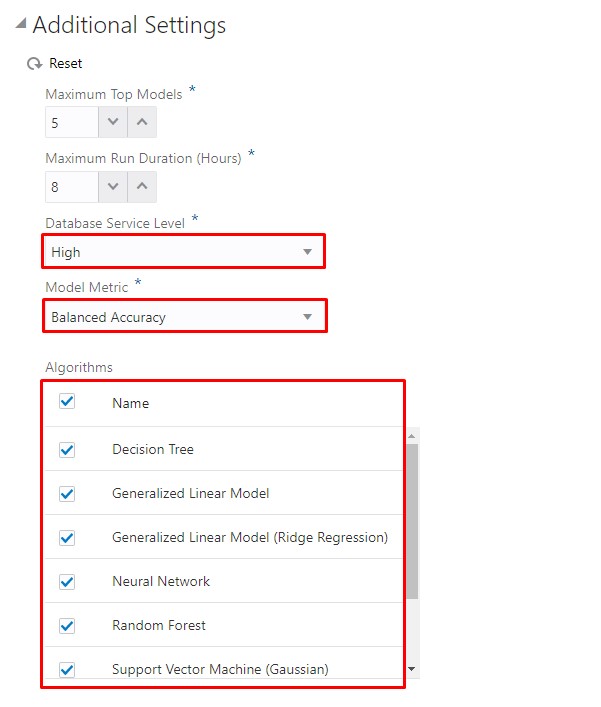 Additional Settings
Reset
Maximum Top Models *
5
Maximum Run Duration (Hours) *
8
Database Service Level *
High
Model Metric *
Balanced Accuracy
Algorithms
Name
Decision Tree
Generalized Linear Model
Generalized Linear Model (Ridge Regression)
Neural Network
Random Forest
Support Vector Machine (Gaussian)